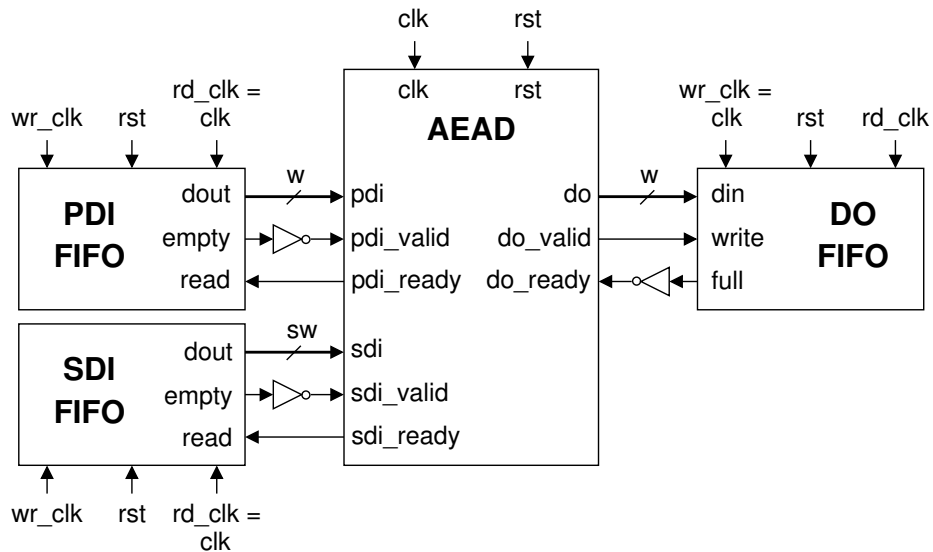 clk
rst
rd_clk =
clk
wr_clk
rst
clk
rst
AEAD
wr_clk =
clk
rst
rd_clk
PDI
FIFO
dout
empty
read
w
pdi
pdi_valid
pdi_ready
do
do_valid
do_ready
w
din
write
full
DO
FIFO
SDI
FIFO
dout
empty
read
sw
sdi
sdi_valid
sdi_ready
wr_clk
rst
rd_clk =
clk